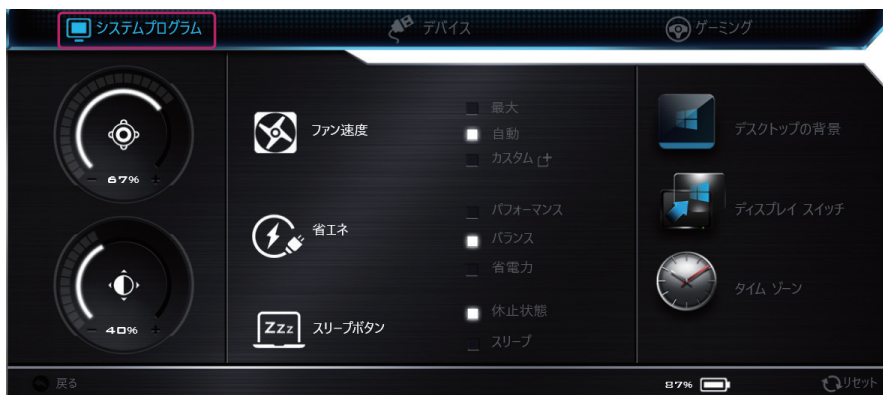 システムプログラム
デバイス
ゲーミング
67%
40%
ファン速度
最大
自動
カスタム
省エネ
パフォーマンス
バランス
省電力
Zzz
スリープボタン
休止状態
スリープ
デスクトップの背景
ディスプレイ スイッチ
タイム ゾーン
戻る
87%
リセット